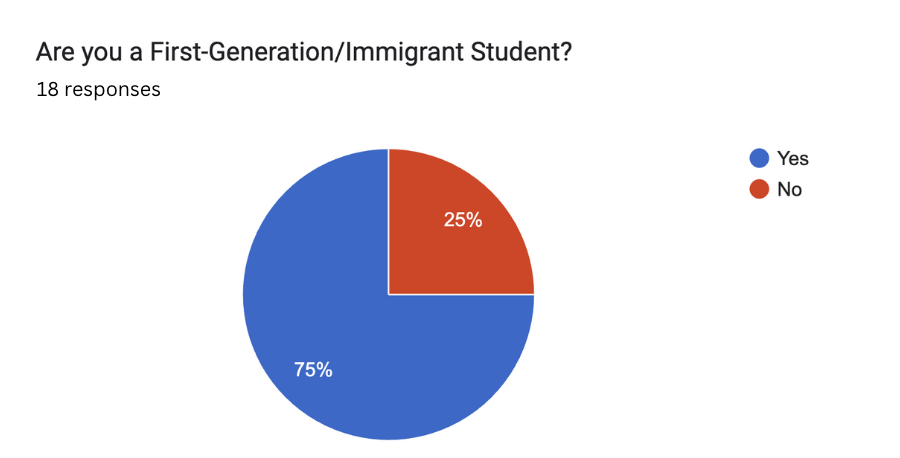 Are you a First-Generation/Immigrant Student?
18 responses
Yes
No
25%
75%